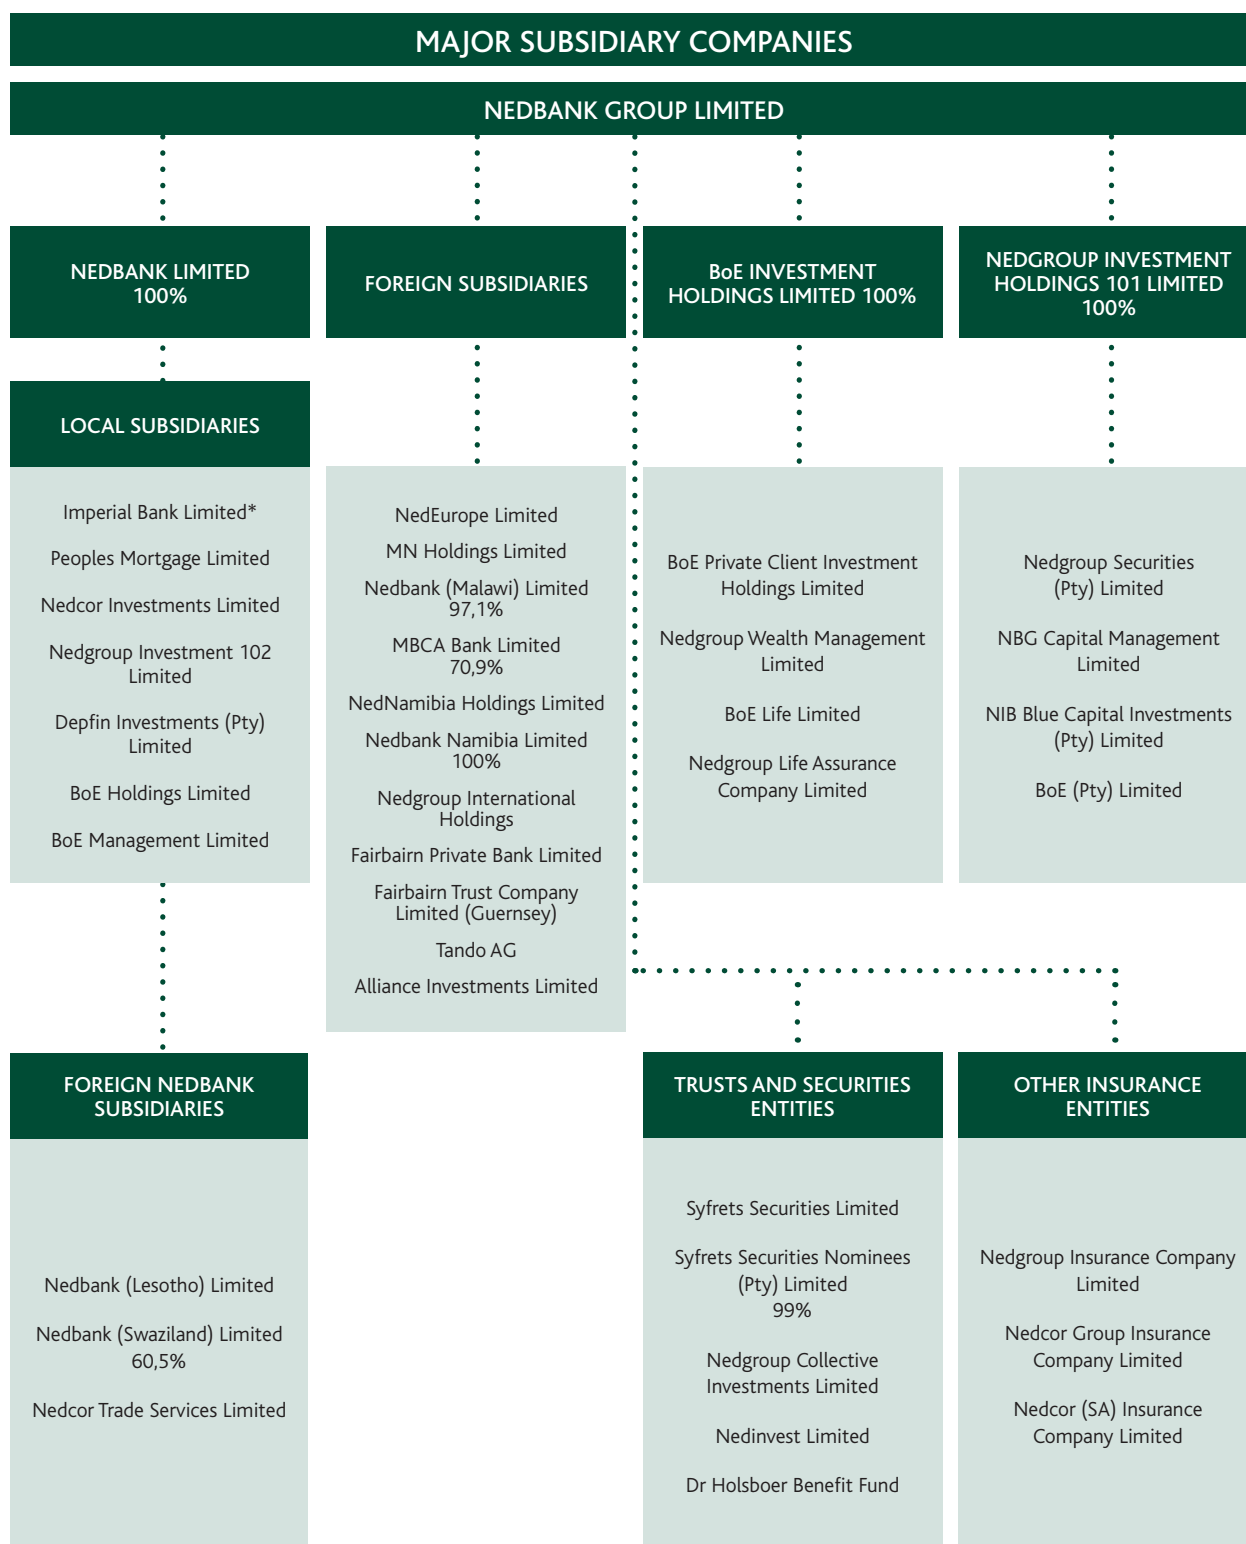 MAJOR SUBSIDIARY COMPANIES
NEDBANK GROUP LIMITED
NEDBANK LIMITED
100%
LOCAL SUBSIDIARIES
Imperial Bank Limited*
Peoples Mortgage Limited
Nedcor Investments Limited
Nedgroup Investment 102
Limited
Depfin Investments (Pty)
Limited
BoE Holdings Limited
BoE Management Limited
FOREIGN NEDBANK
SUBSIDIARIES
Nedbank (Lesotho) Limited
Nedbank (Swaziland) Limited
60,5%
Nedcor Trade Services Limited
FOREIGN SUBSIDIARIES
NedEurope Limited
MN Holdings Limited
Nedbank (Malawi) Limited
97,1%
MBCA Bank Limited
70,9%
NedNamibia Holdings Limited
Nedbank Namibia Limited
100%
Nedgroup International
Holdings
Fairbairn Private Bank Limited
Fairbairn Trust Company
Limited (Guernsey)
Tando AG
Alliance Investments Limited
BoE INVESTMENT
HOLDINGS LIMITED 100%
BoE Private Client Investment
Holdings Limited
Nedgroup Wealth Management
Limited
BoE Life Limited
Nedgroup Life Assurance
Company Limited
NEDGROUP INVESTMENT
HOLDINGS 101 LIMITED
100%
Nedgroup Securities
(Pty) Limited
NBG Capital Management
Limited
NIB Blue Capital Investments
(Pty) Limited
BoE (Pty) Limited
TRUSTS AND SECURITIES
ENTITIES
Syfrets Securities Limited
Syfrets Securities Nominees
(Pty) Limited
99%
Nedgroup Collective
Investments Limited
Nedinvest Limited
Dr Holsboer Benefit Fund
OTHER INSURANCE
ENTITIES
Nedgroup Insurance Company
Limited
Nedcor Group Insurance
Company Limited
Nedcor (SA) Insurance
Company Limited